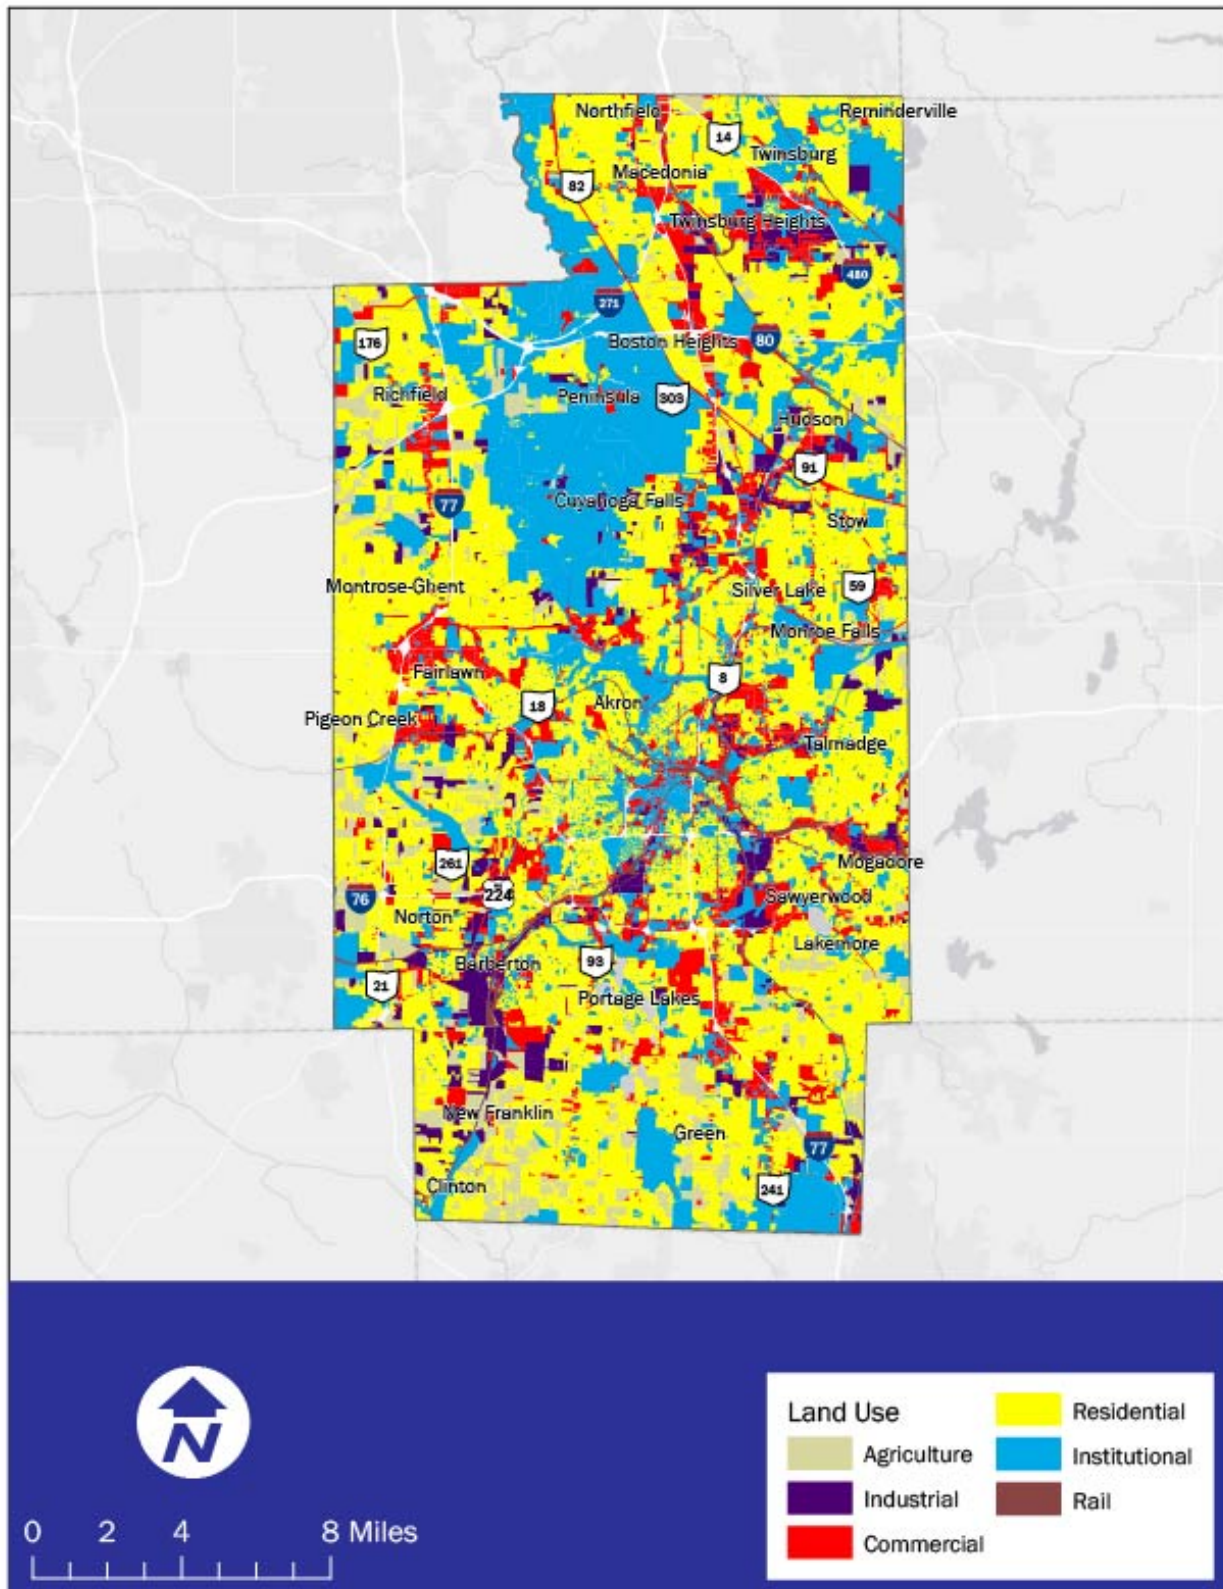 Northfield
Reminderville
14
Twinsburg
Macedonia
82
Twinsburg Heights
480
271
Boston Heights
80
176
Richfield
Peninsula
303
Hudson
91
77
Cuyahoga Falls
Stow
Montrose-Ghent
Silver Lake
59
Monroe Falls
Fairlawn
8
18
Akron
Pigeon Creek
Talmadge
261
Mogadore
76
224
Sawyerwood
Norton
Lakemore
Barberton
93
21
Portage Lakes
New Franklin
Green
77
Clinton
241
N
0 2 4 8 Miles
Land Use
Agriculture
Industrial
Commercial
Residential
Institutional
Rail